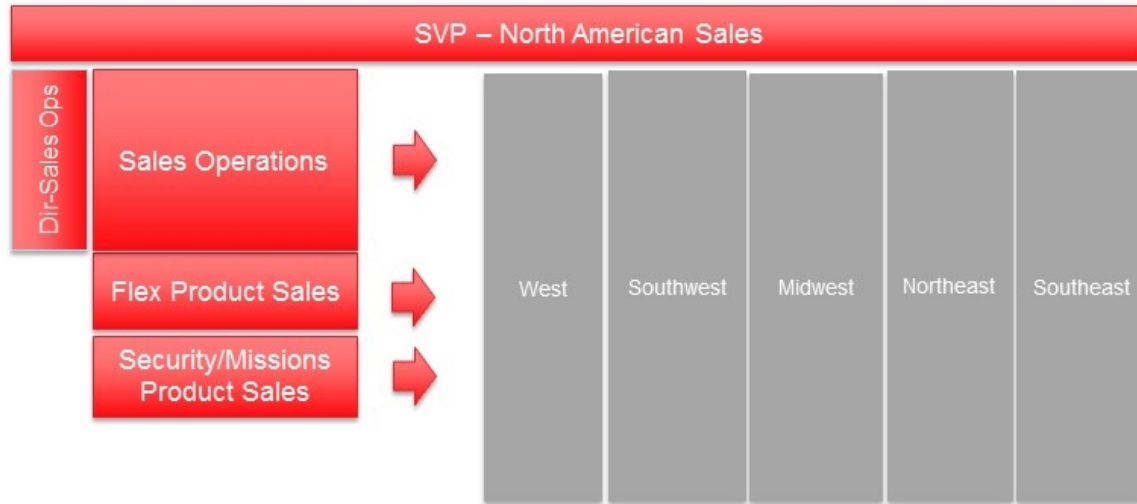 SVP – North American Sales
Dir-Sales Ops
Sales Operations
Flex Product Sales
Security/Missions
Product Sales
West
Southwest
Midwest
Northeast
Southeast